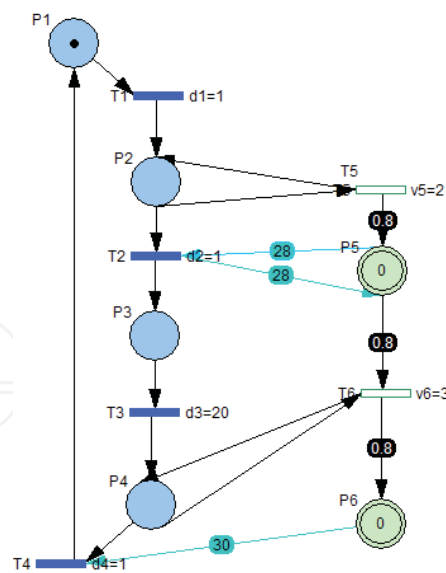 P1
T1 d1=1
P2
T5
v5=2
0.8
P5
28
T2 d2=1
28
0
P3
0.8
T6 v6=3
T3 d3=20
0.8
P4
P6
0
30
T4 d4=1